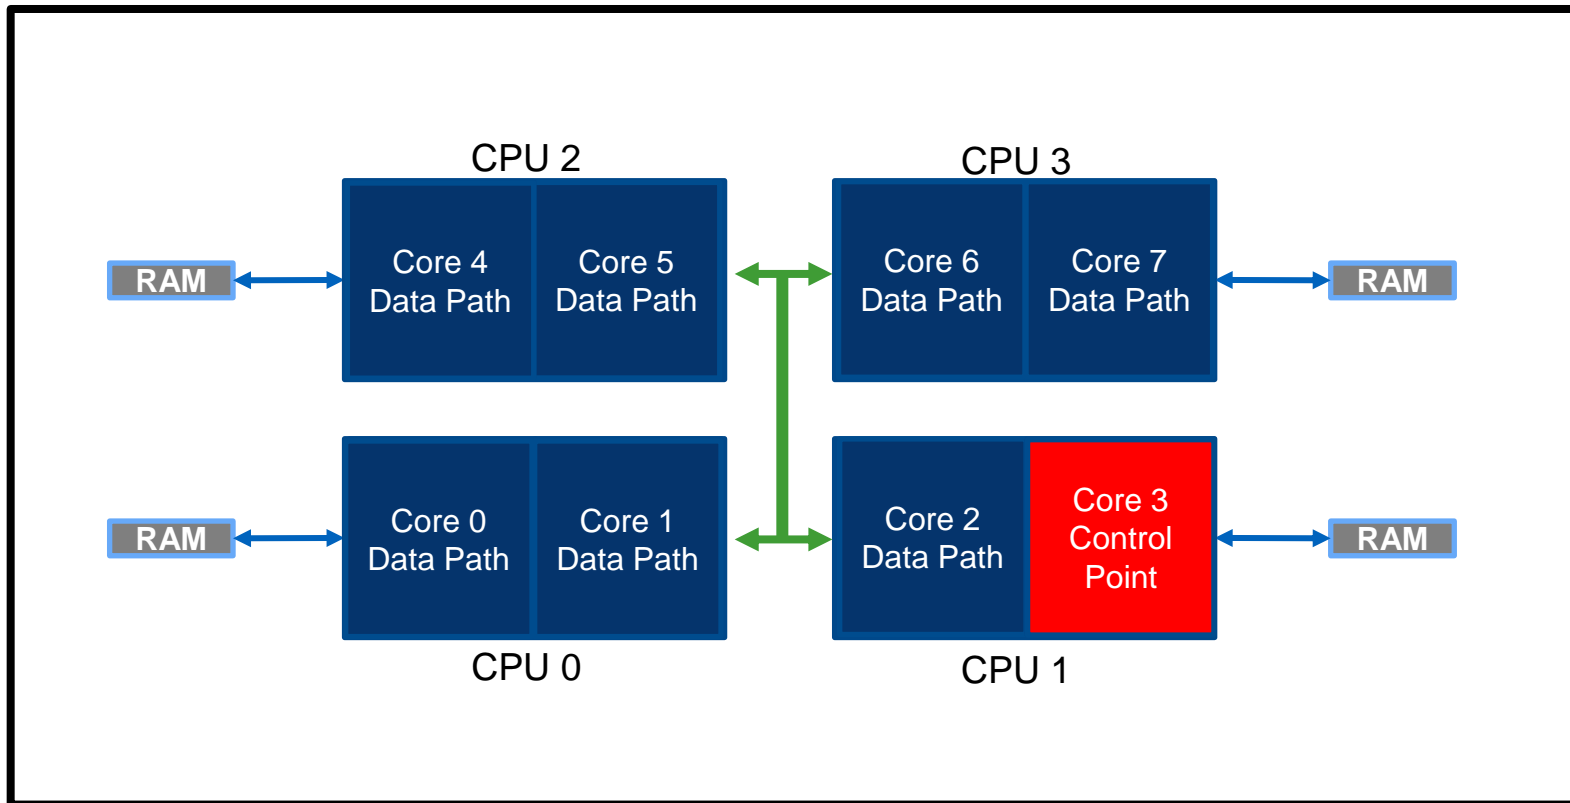 CPU 2
CPU 3
RAM
Core 4
Data Path
Core 5
Data Path
Core 6
Data Path
Core 7
Data Path
RAM
RAM
Core 0
Data Path
Core 1
Data Path
Core 2
Data Path
Core 3
Control
Point
RAM
CPU 0
CPU 1